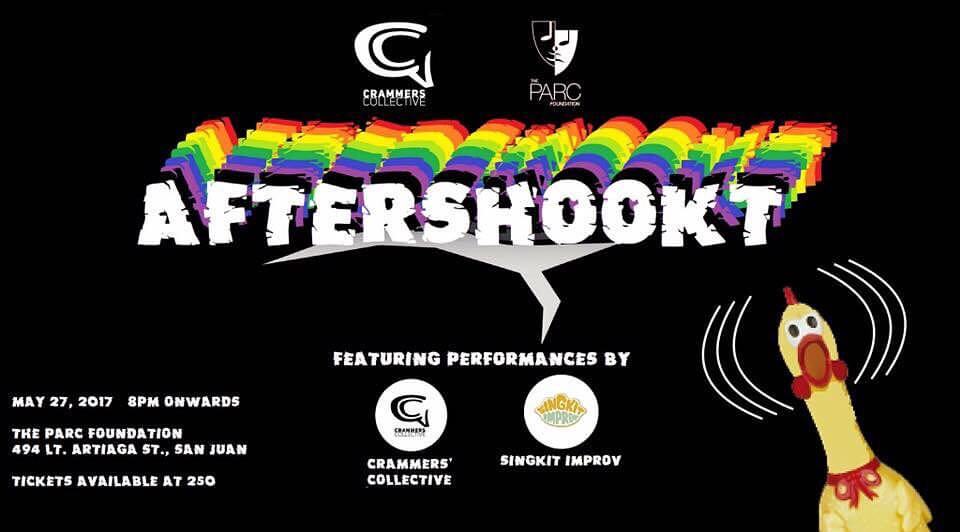 CRAMMERS
COLLECTIVE
THE
PARC
FOUNDATION
AFTERSHOOKT
FEATURING PERFORMANCES BY
MAY 27, 2017 8PM ONWARDS
THE PARC FOUNDATION
494 LT. ARTIAGA ST., SAN JUAN
TICKETS AVAILABLE AT 250
CRAMMERS
COLLECTIVE
CRAMMERS'
COLLECTIVE
SINGKIT
IMPROV
SINGKIT IMPROV